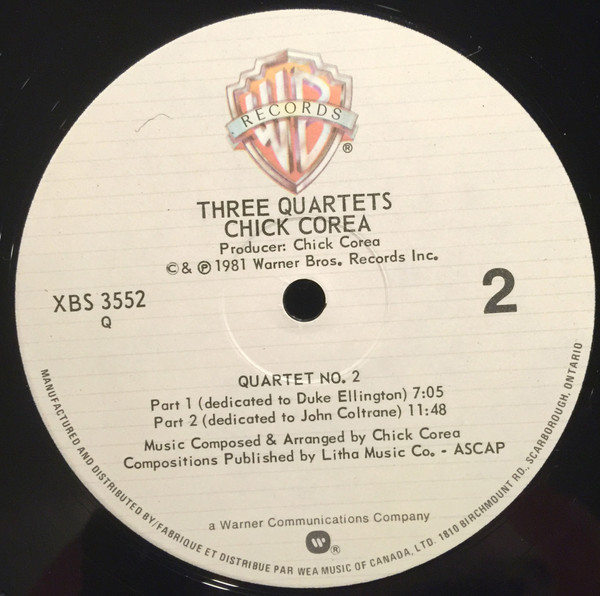 WB
RECORDS
®
THREE QUARTETS
CHICK COREA
Producer: Chick Corea
©& ℗1981 Warner Bros. Records Inc.
XBS 3552
Q
2
QUARTET NO. 2
Part 1 (dedicated to Duke Ellington) 7:05
Part 2 (dedicated to John Coltrane) 11:48
Music Composed & Arranged by Chick Corea
Compositions Published by Litha Music Co. - ASCAP
a Warner Communications Company
®
MANUFACTURED AND DISTRIBUTED BY/FABRIQUE ET DISTRIBUE PAR WEA MUSIC OF CANADA, LTD. 1810 BIRCHMOUNT RD., SCARBOROUGH, ONTARIO